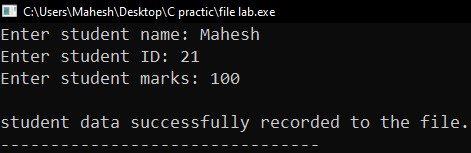 C:\Users\Mahesh\Desktop\C practic\file lab.exe
Enter student name: Mahesh
Enter student ID: 21
Enter student marks: 100
student data successfully recorded to the file.
--------------------------------